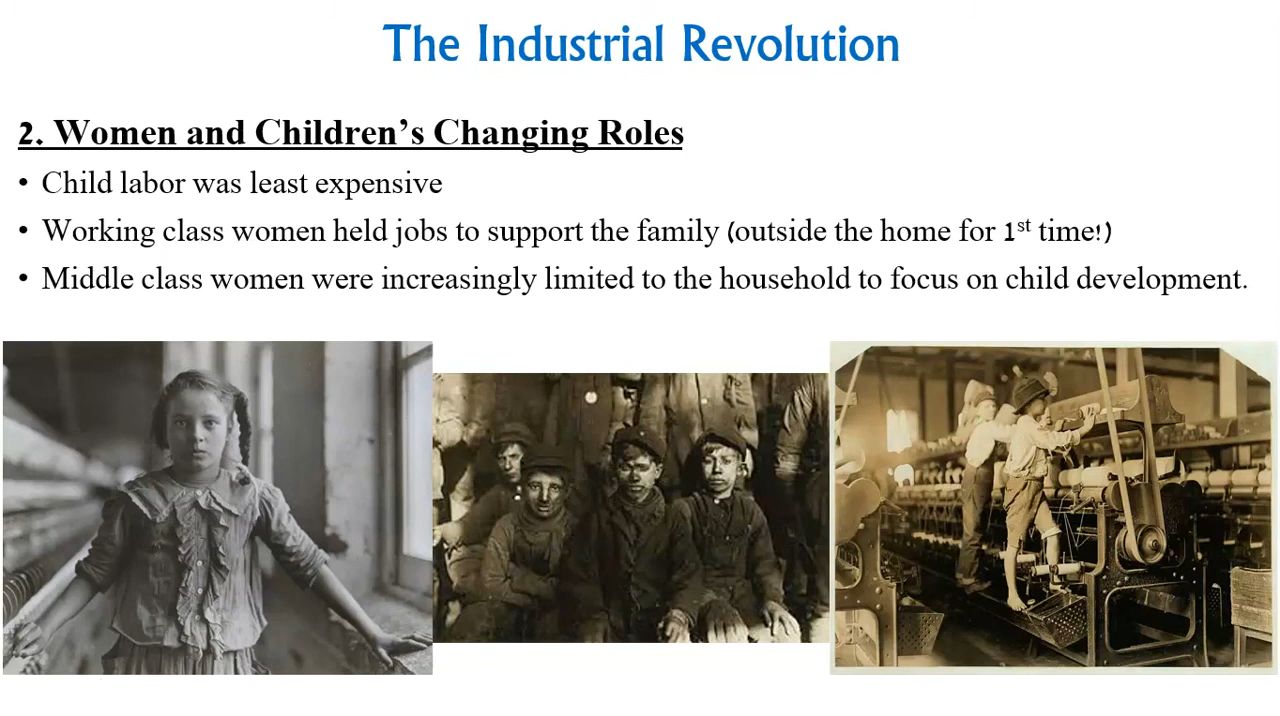 The Industrial Revolution
2. Women and Children’s Changing Roles
• Child labor was least expensive
• Working class women held jobs to support the family (outside the home for 1st time!)
• Middle class women were increasingly limited to the household to focus on child development.